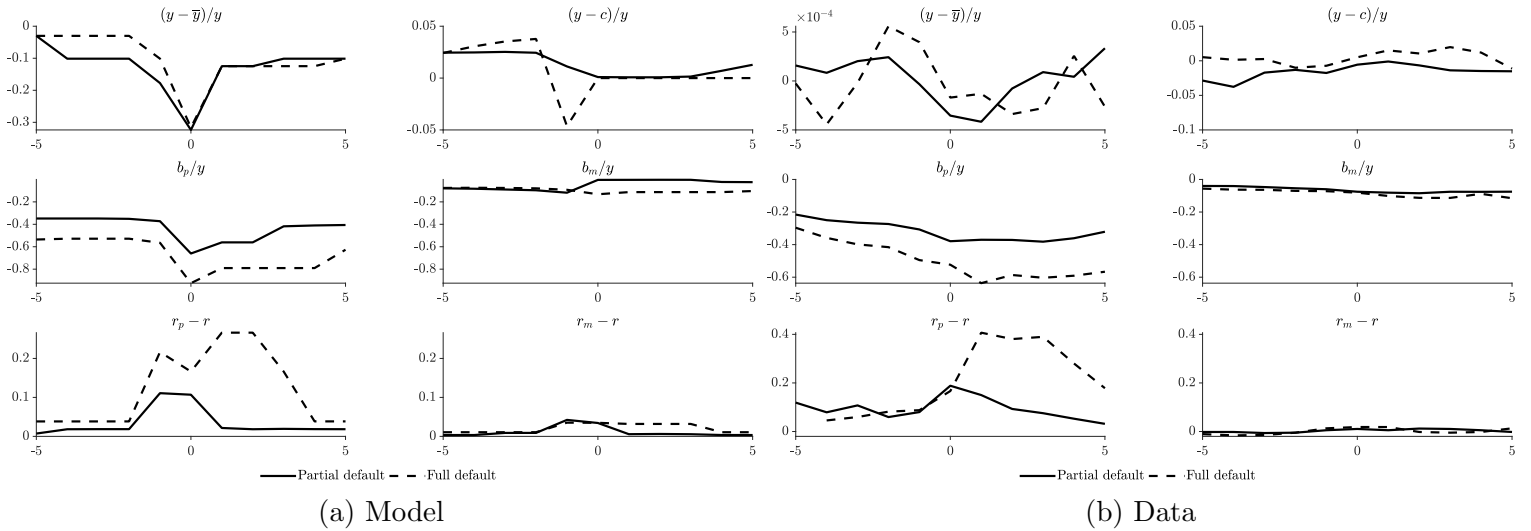 (y − y̅)/y
(y − c)/y
(y − y̅)/y
(y − c)/y
0
-0.1
-0.2
-0.3
-5 0 5
0.05
0
-0.05
-5 0 5
×10⁻⁴
5
0
-5
-5 0 5
0.05
0
-0.05
-0.1
-5 0 5
b_p/y
b_m/y
b_p/y
b_m/y
-0.2
-0.4
-0.6
-0.8
-5 0 5
-0.2
-0.4
-0.6
-0.8
-5 0 5
0
-0.2
-0.4
-0.6
-5 0 5
0
-0.2
-0.4
-0.6
-5 0 5
r_p − r
r_m − r
r_p − r
r_m − r
0.2
0.1
0
-5 0 5
0.2
0.1
0
-5 0 5
0.4
0.2
0
-5 0 5
0.4
0.2
0
-5 0 5
Partial default Full default
Partial default Full default
(a) Model
(b) Data